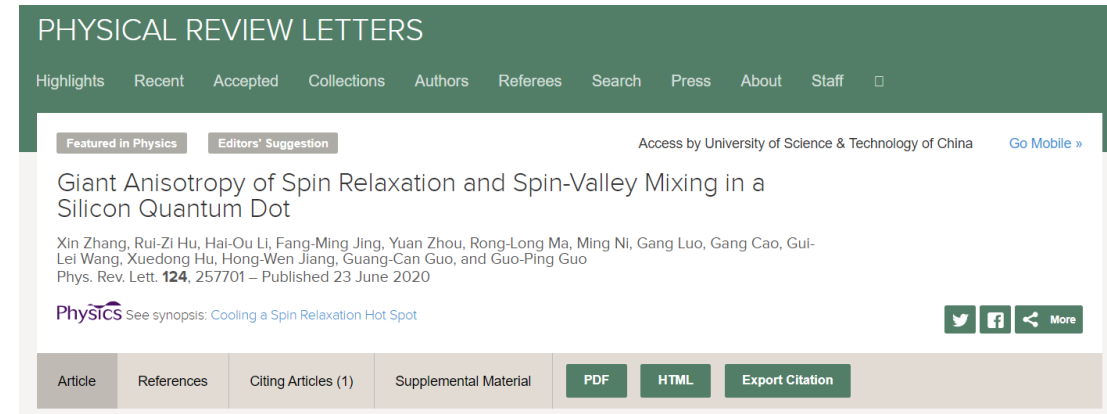 PHYSICAL REVIEW LETTERS
Highlights Recent Accepted Collections Authors Referees Search Press About Staff
Featured in Physics Editors' Suggestion Access by University of Science & Technology of China Go Mobile »
Giant Anisotropy of Spin Relaxation and Spin-Valley Mixing in a
Silicon Quantum Dot
Xin Zhang, Rui-Zi Hu, Hai-Ou Li, Fang-Ming Jing, Yuan Zhou, Rong-Long Ma, Ming Ni, Gang Luo, Gang Cao, Gui-
Lei Wang, Xuedong Hu, Hong-Wen Jiang, Guang-Can Guo, and Guo-Ping Guo
Phys. Rev. Lett. 124, 257701 – Published 23 June 2020
Physics See synopsis: Cooling a Spin Relaxation Hot Spot
More
Article References Citing Articles (1) Supplemental Material PDF HTML Export Citation